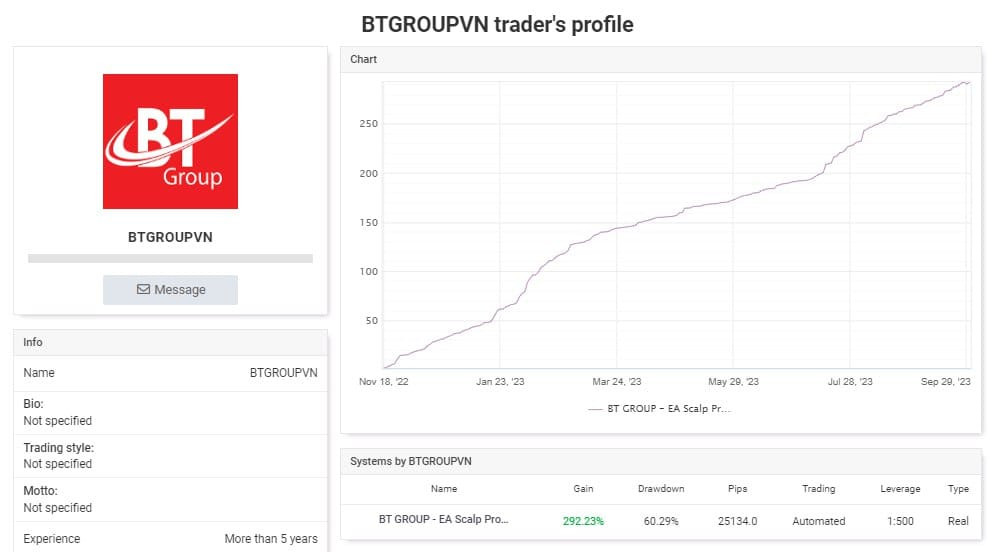 BTGROUPVN trader's profile
BT
Group
BTGROUPVN
Message
Info
Name BTGROUPVN
Bio:
Not specified
Trading style:
Not specified
Motto:
Not specified
Experience More than 5 years
Chart
250
200
150
100
50
Nov 18, '22 Jan 23, '23 Mar 24, '23 May 29, '23 Jul 28, '23 Sep 29, '23
BT GROUP - EA Scalp Pr...
Systems by BTGROUPVN
Name Gain Drawdown Pips Trading Leverage Type
BT GROUP - EA Scalp Pro... 292.23% 60.29% 25134.0 Automated 1:500 Real